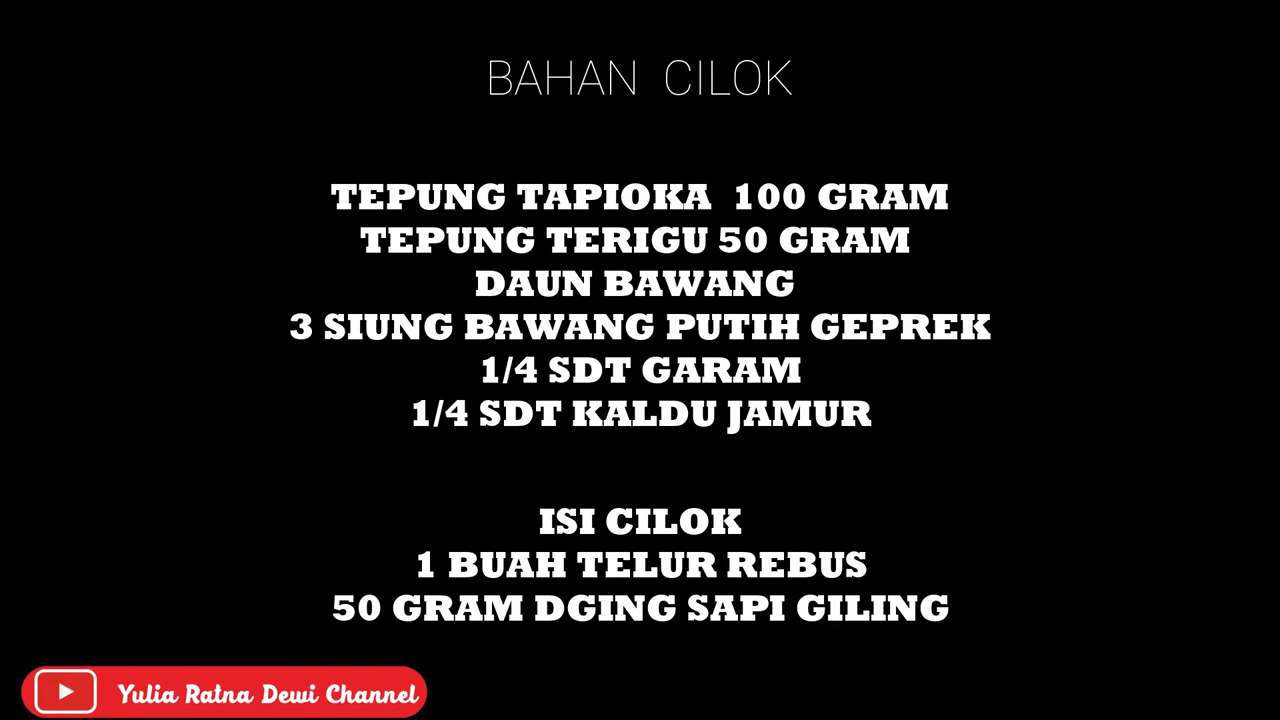 BAHAN CILOK
TEPUNG TAPIOKA 100 GRAM
TEPUNG TERIGU 50 GRAM
DAUN BAWANG
3 SIUNG BAWANG PUTIH GEPREK
1/4 SDT GARAM
1/4 SDT KALDU JAMUR
ISI CILOK
1 BUAH TELUR REBUS
50 GRAM DGING SAPI GILING
Yulia Ratna Dewi Channel